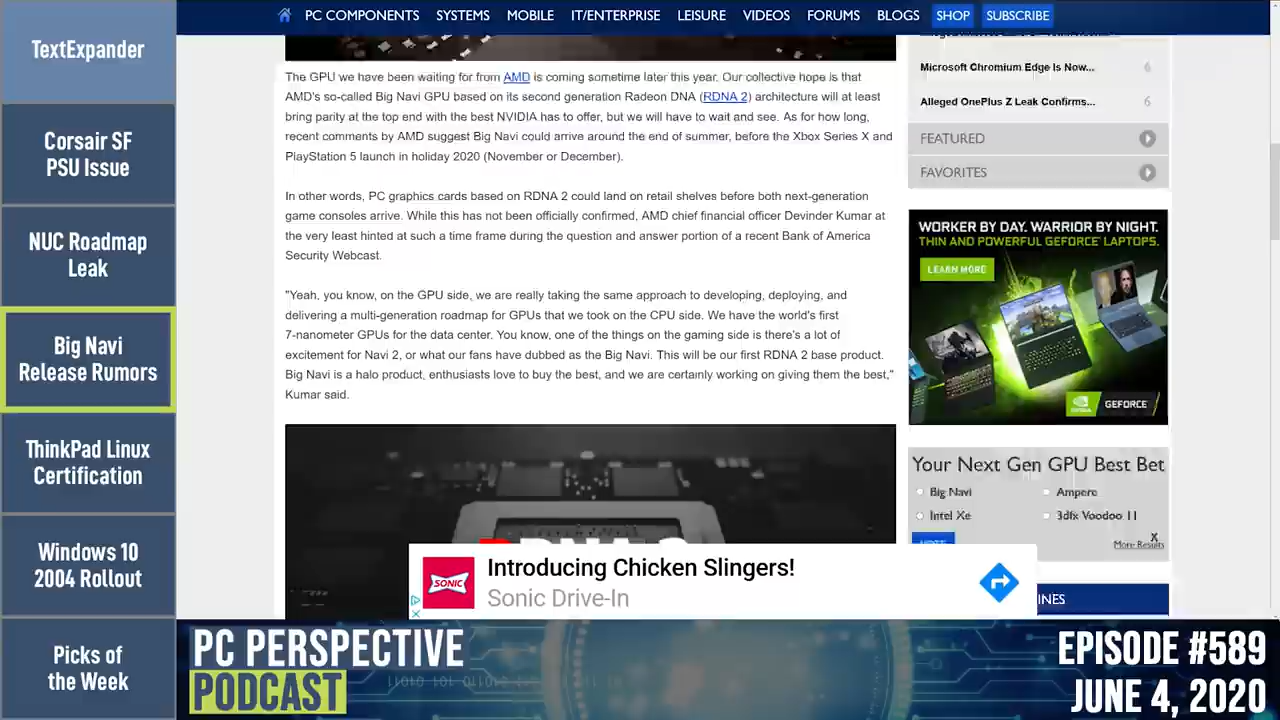 TextExpander
Corsair SF
PSU Issue
NUC Roadmap
Leak
Big Navi
Release Rumors
ThinkPad Linux
Certification
Windows 10
2004 Rollout
Picks of
the Week
PC COMPONENTS SYSTEMS MOBILE IT/ENTERPRISE LEISURE VIDEOS FORUMS BLOGS SHOP SUBSCRIBE
The GPU we have been waiting for from AMD is coming sometime later this year. Our collective hope is that
AMD's so-called Big Navi GPU based on its second generation Radeon DNA (RDNA 2) architecture will at least
bring parity at the top end with the best NVIDIA has to offer, but we will have to wait and see. As for how long,
recent comments by AMD suggest Big Navi could arrive around the end of summer, before the Xbox Series X and
PlayStation 5 launch in holiday 2020 (November or December).
In other words, PC graphics cards based on RDNA 2 could land on retail shelves before both next-generation
game consoles arrive. While this has not been officially confirmed, AMD chief financial officer Devinder Kumar at
the very least hinted at such a time frame during the question and answer portion of a recent Bank of America
Security Webcast.
"Yeah, you know, on the GPU side, we are really taking the same approach to developing, deploying, and
delivering a multi-generation roadmap for GPUs that we took on the CPU side. We have the world's first
7-nanometer GPUs for the data center. You know, one of the things on the gaming side is there's a lot of
excitement for Navi 2, or what our fans have dubbed as the Big Navi. This will be our first RDNA 2 base product.
Big Navi is a halo product, enthusiasts love to buy the best, and we are certainly working on giving them the best,"
Kumar said.
Microsoft Chromium Edge Is Now... 6
Alleged OnePlus Z Leak Confirms... 6
FEATURED
FAVORITES
WORKER BY DAY. WARRIOR BY NIGHT.
THIN AND POWERFUL GEFORCE® LAPTOPS.
LEARN MORE
NVIDIA GEFORCE
Your Next Gen GPU Best Bet
Big Navi Ampere
Intel Xe 3dfx Voodoo 11
X
More Results
Introducing Chicken Slingers!
SONIC
Sonic Drive-In
INES
PC PERSPECTIVE
PODCAST
EPISODE #589
JUNE 4, 2020